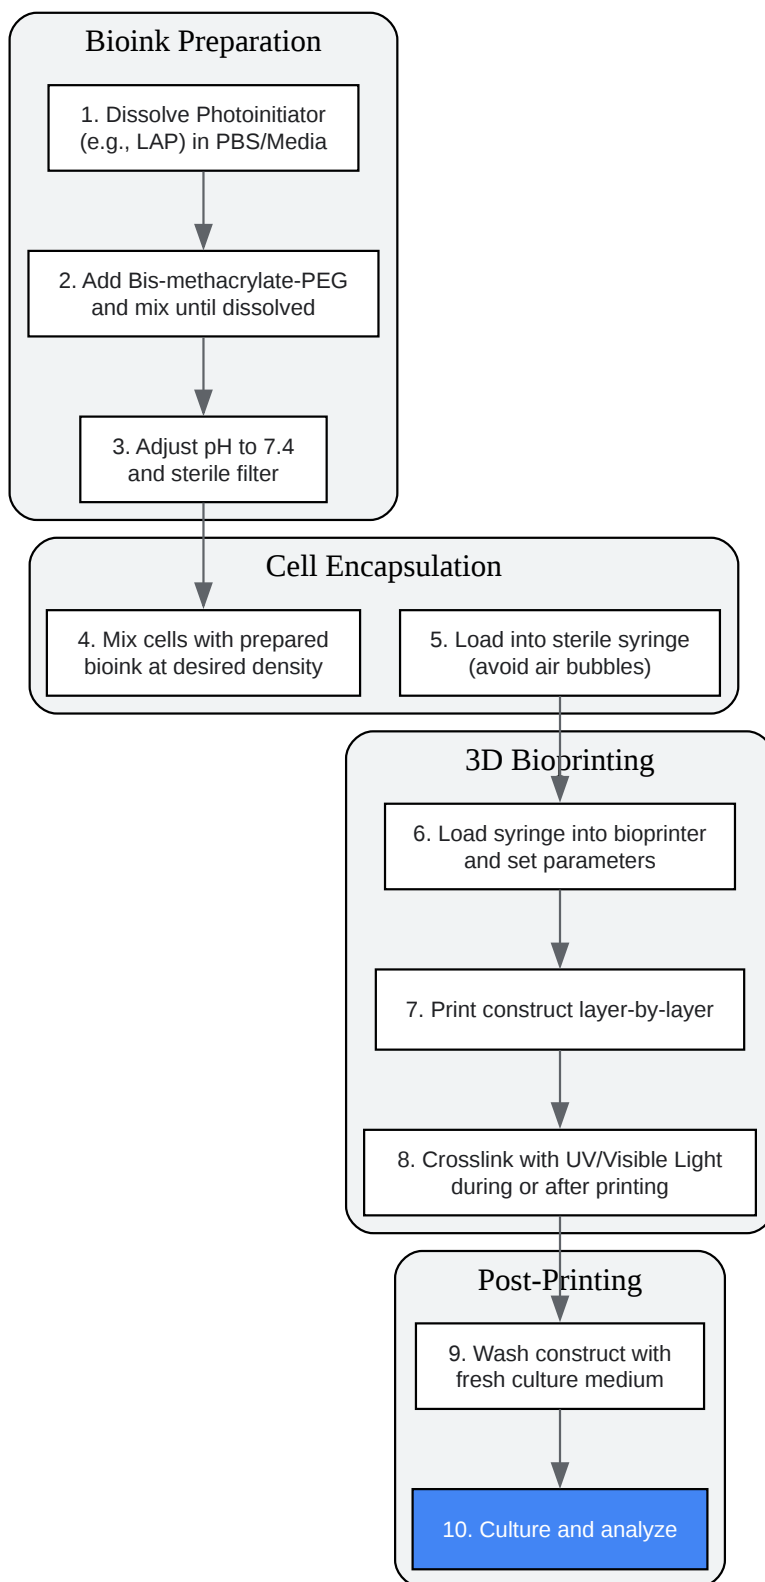 Bioink Preparation
1. Dissolve Photoinitiator
(e.g., LAP) in PBS/Media
2. Add Bis-methacrylate-PEG
and mix until dissolved
3. Adjust pH to 7.4
and sterile filter
Cell Encapsulation
4. Mix cells with prepared
bioink at desired density
5. Load into sterile syringe
(avoid air bubbles)
3D Bioprinting
6. Load syringe into bioprinter
and set parameters
7. Print construct layer-by-layer
8. Crosslink with UV/Visible Light
during or after printing
Post-Printing
9. Wash construct with
fresh culture medium
10. Culture and analyze